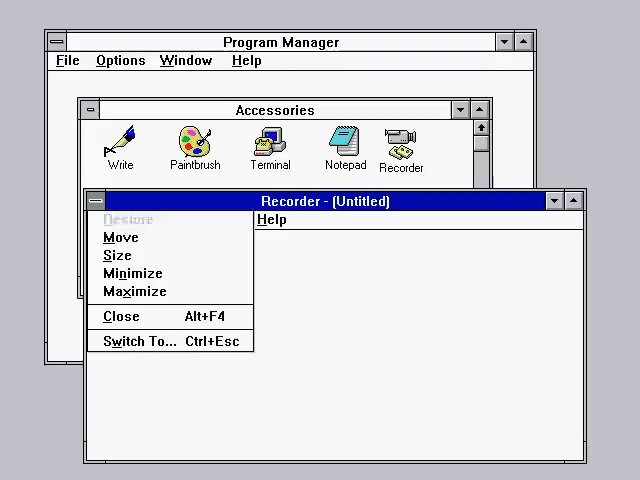 Program Manager
File Options Window Help
Accessories
Write Paintbrush Terminal Notepad Recorder
Recorder - (Untitled)
Restore
Help
Move
Size
Minimize
Maximize
Close Alt+F4
Switch To... Ctrl+Esc